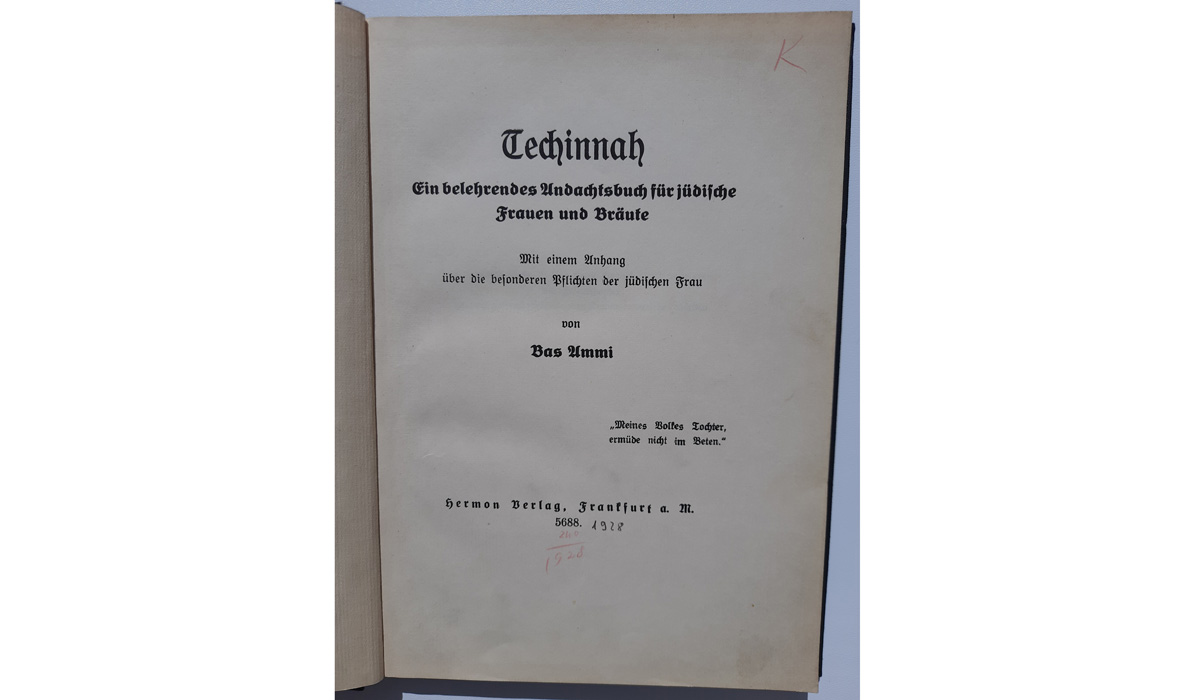 K
Techinnah
Ein belehrendes Andachtsbuch für jüdische
Frauen und Bräute
Mit einem Anhang
über die besonderen Pflichten der jüdischen Frau
von
Bas Ammi
„Meines Volkes Tochter,
ermüde nicht im Beten.“
Hermon Verlag, Frankfurt a. M.
5688. 1928
1928